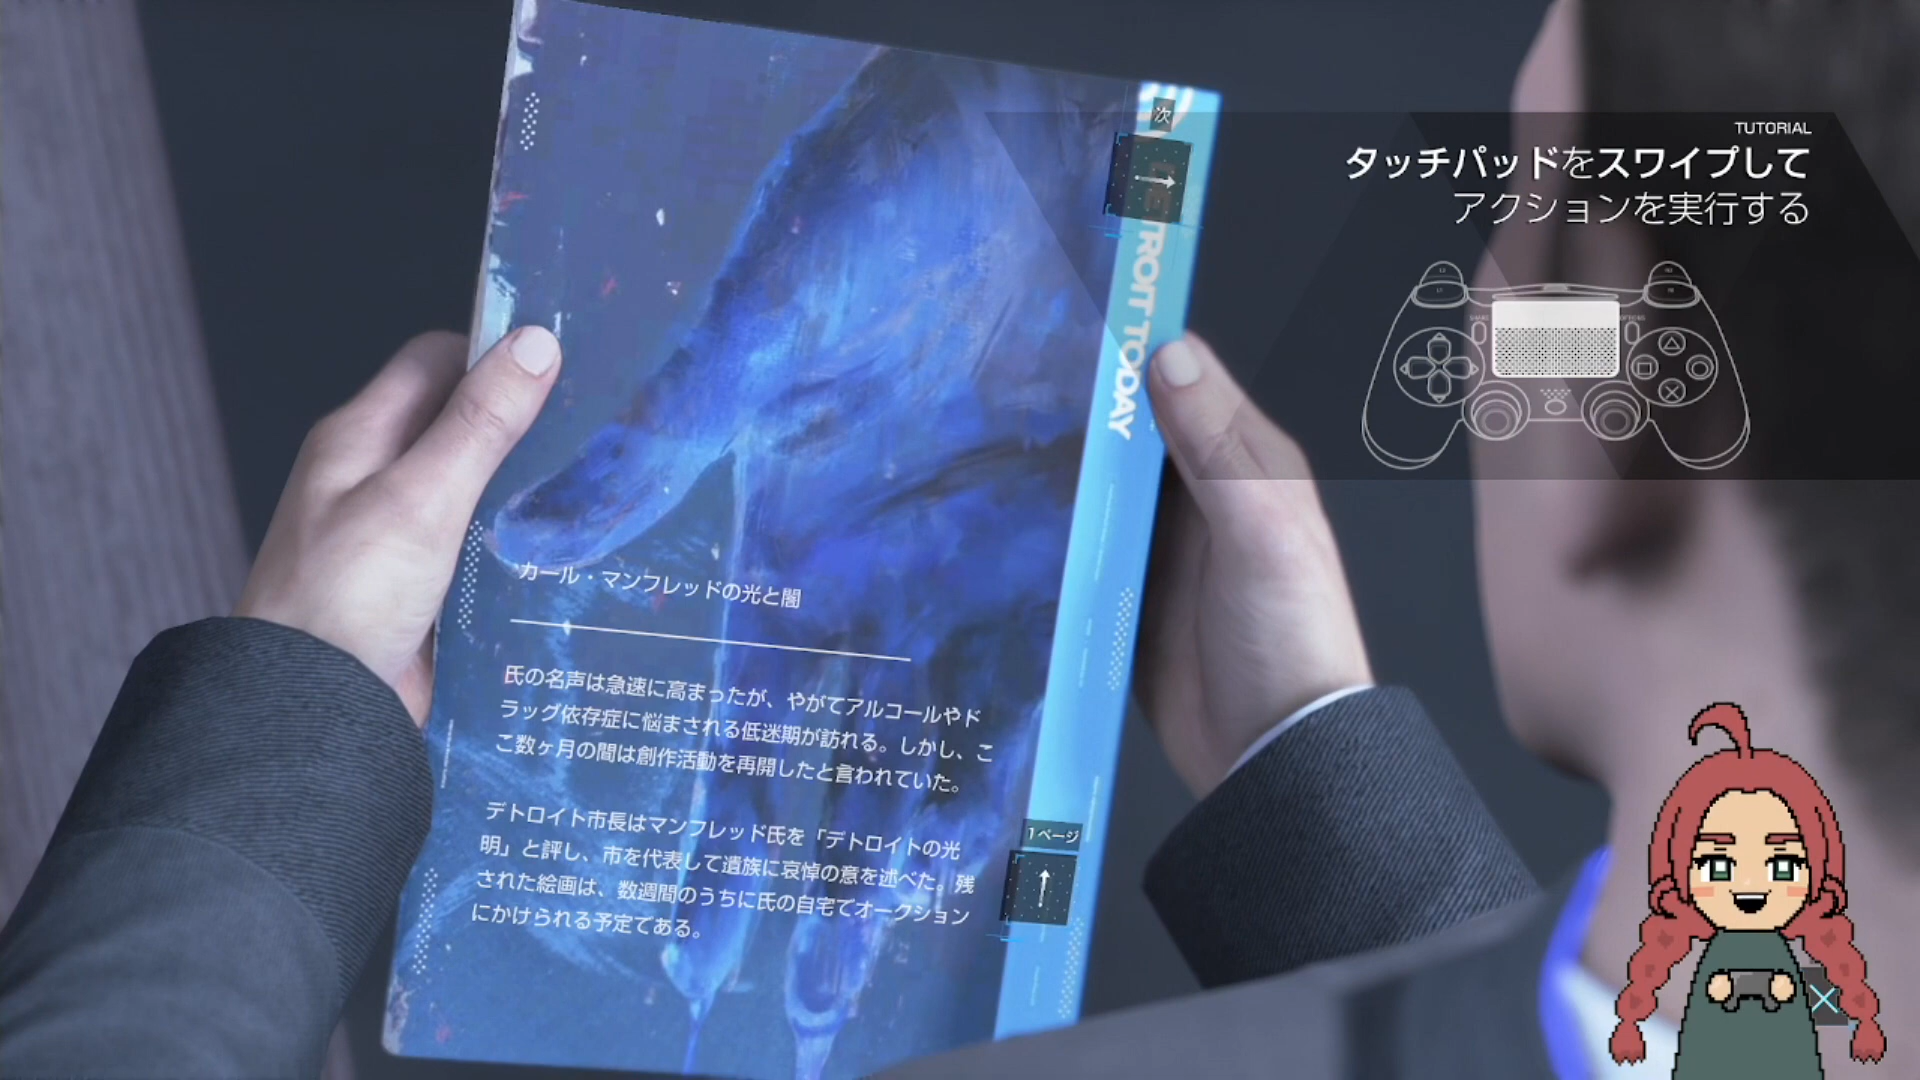 次
TROIT TODAY
TUTORIAL
タッチパッドをスワイプして
アクションを実行する
カール・マンフレッドの光と闇
氏の名声は急速に高まったが、やがてアルコールやド
ラッグ依存症に悩まされる低迷期が訪れる。しかし、こ
こ数ヶ月の間は創作活動を再開したと言われていた。
デトロイト市長はマンフレッド氏を「デトロイトの光
明」と評し、市を代表して遺族に哀悼の意を述べた。残
された絵画は、数週間のうちに氏の自宅でオークション
にかけられる予定である。
1ページ